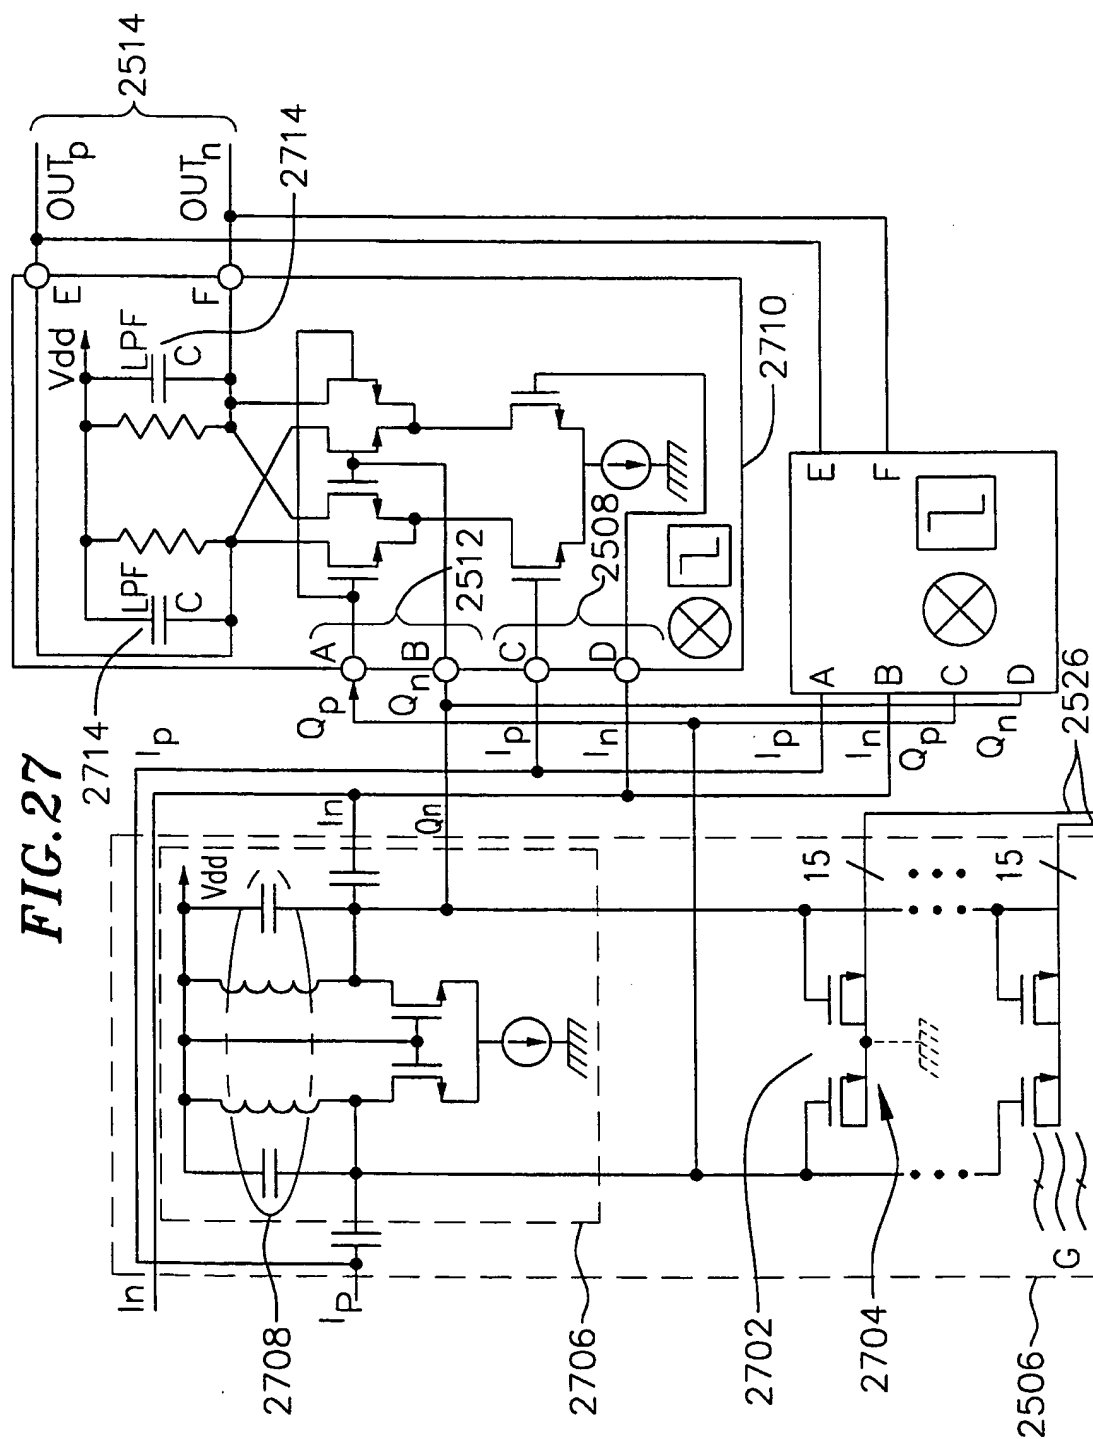 FIG.27
2514
OUTp
OUTn
2714
E
F
Vdd
LPF
C
LPF
C
2714
2710
A
B
C
D
2512
2508
Qp
Qn
Ip
In
Ip
In
Qn
Vdd
E
F
A
B
C
D
Ip
In
Qp
Qn
2526
15
15
In
Ip
2708
2706
2702
2704
2506
G